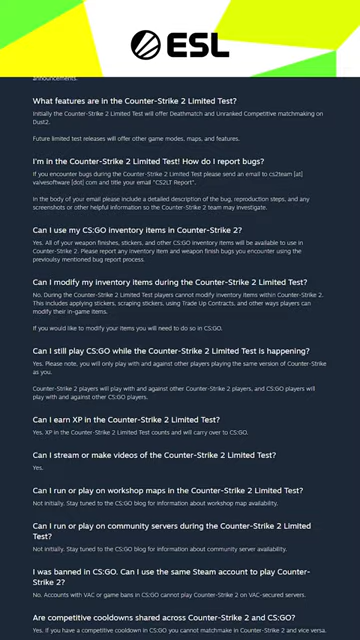 ESL
announcements.
What features are in the Counter-Strike 2 Limited Test?
Initially the Counter-Strike 2 Limited Test will offer Deathmatch and Unranked Competitive matchmaking on
Dust2.
Future limited test releases will offer other game modes, maps, and features.
I'm in the Counter-Strike 2 Limited Test! How do I report bugs?
If you encounter bugs during the Counter-Strike 2 Limited Test please send an email to cs2team [at]
valvesoftware [dot] com and title your email "CS2LT Report".
In the body of your email please include a detailed description of the bug, reproduction steps, and any
screenshots or other helpful information so the Counter-Strike 2 team may investigate.
Can I use my CS:GO inventory items in Counter-Strike 2?
Yes, All of your weapon finishes, stickers, and other CS:GO inventory items will be available to use in
Counter-Strike 2. Please report any inventory item and weapon finish bugs you encounter using the
previoulsy mentioned bug report process.
Can I modify my inventory items during the Counter-Strike 2 Limited Test?
No. During the Counter-Strike 2 Limited Test players cannot modify inventory items within Counter-Strike 2.
This includes applying stickers, scraping stickers, using Trade Up Contracts, and other ways players can
modify their in-game items.
If you would like to modify your items you will need to do so in CS:GO.
Can I still play CS:GO while the Counter-Strike 2 Limited Test is happening?
Yes. Please note, you will only play with and against other players playing the same version of Counter-Strike
as you.
Counter-Strike 2 players will play with and against other Counter-Strike 2 players, and CS:GO players will
play with and against other CS:GO players.
Can I earn XP in the Counter-Strike 2 Limited Test?
Yes, XP in the Counter-Strike 2 Limited Test counts and will carry over to CS:GO.
Can I stream or make videos of the Counter-Strike 2 Limited Test?
Yes.
Can I run or play on workshop maps in the Counter-Strike 2 Limited Test?
Not initially. Stay tuned to the CS:GO blog for information about workshop map availability.
Can I run or play on community servers during the Counter-Strike 2 Limited
Test?
Not initially. Stay tuned to the CS:GO blog for information about community server availability.
I was banned in CS:GO. Can I use the same Steam account to play Counter-
Strike 2?
No, Accounts with VAC or game bans in CS:GO cannot play Counter-Strike 2 on VAC-secured servers.
Are competitive cooldowns shared across Counter-Strike 2 and CS:GO?
Yes, If you have a competitive cooldown in CS:GO you cannot matchmake in Counter-Strike 2 and vice versa.